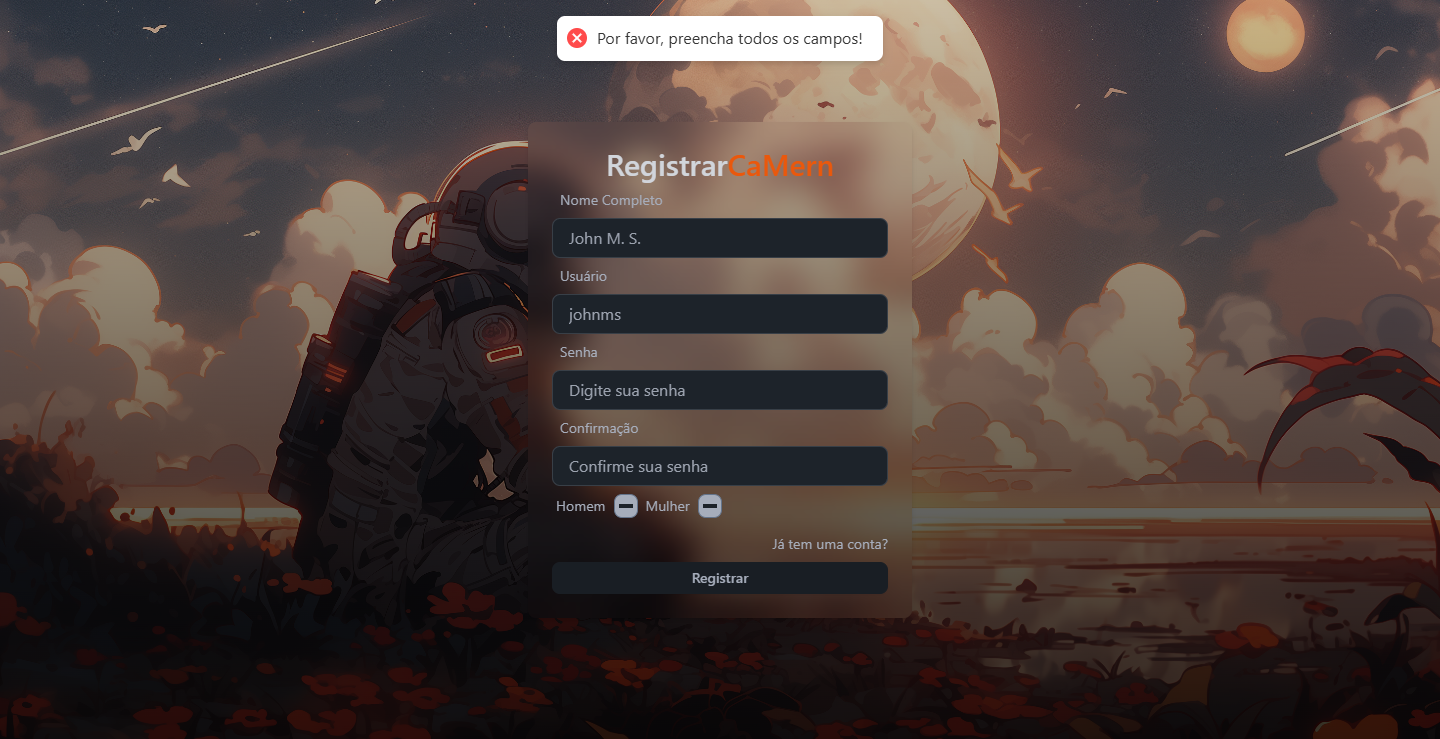 Por favor, preencha todos os campos!
RegistrarCaMern
Nome Completo
John M. S.
Usuário
johnms
Senha
Digite sua senha
Confirmação
Confirme sua senha
Homem Mulher
Já tem uma conta?
Registrar